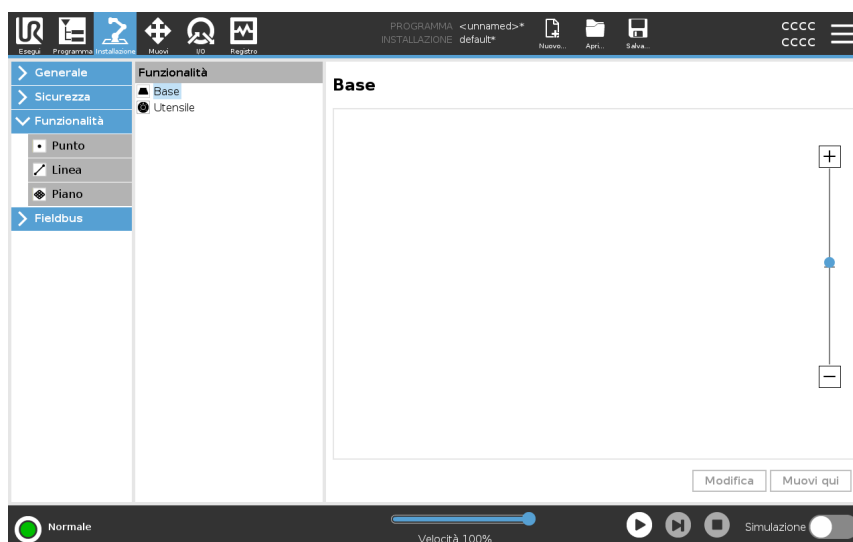 PROGRAMMA <unnamed>*
INSTALLAZIONE default*
cccc
cccc
Esegui Programma Installazione Muovi I/O Registro
Nuovo... Apri... Salva...
Generale
Sicurezza
Funzionalità
Punto
Linea
Piano
Fieldbus
Funzionalità
Base
Utensile
Base
Modifica Muovi qui
Normale
Velocità 100%
Simulazione